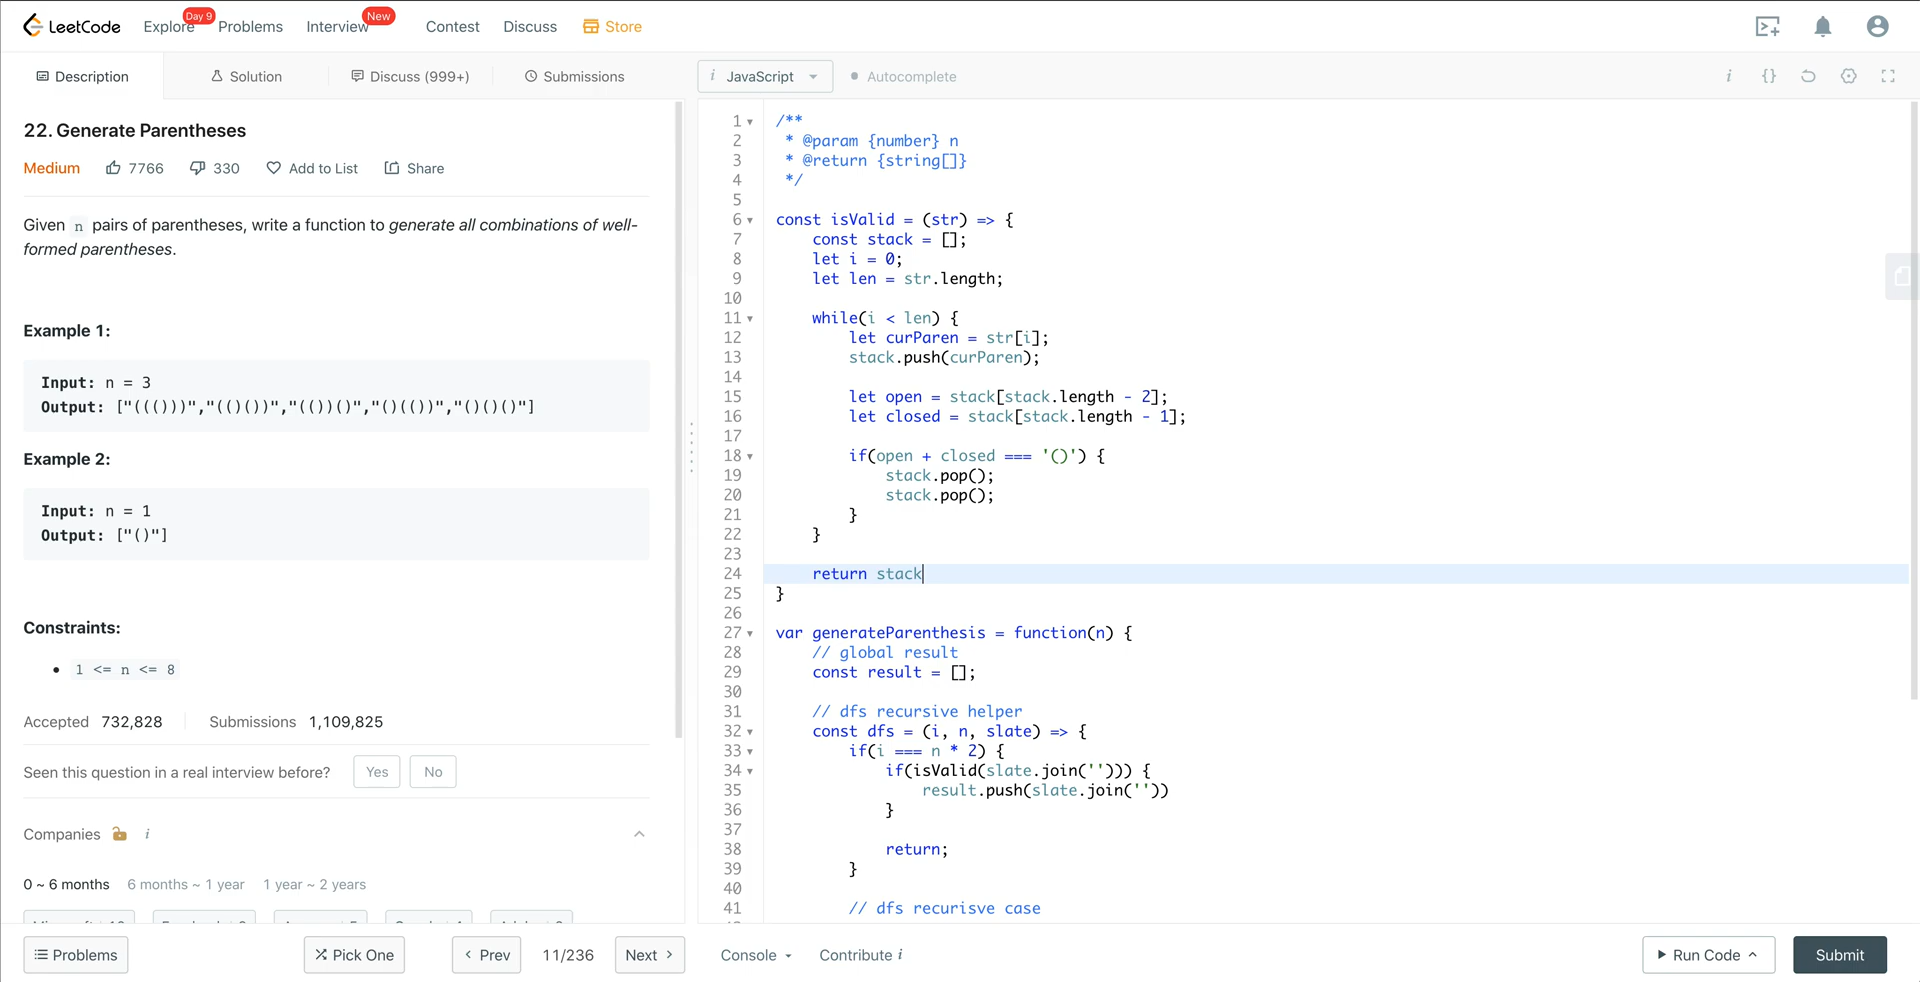 LeetCode Explore Day 9 Problems Interview New Contest Discuss Store
Description Solution Discuss (999+) Submissions
22. Generate Parentheses
Medium 7766 330 Add to List Share
Given n pairs of parentheses, write a function to generate all combinations of well-
formed parentheses.
Example 1:
Input: n = 3
Output: ["((()))","(()())","(())()","()(())","()()()"]
Example 2:
Input: n = 1
Output: ["()"]
Constraints:
• 1 <= n <= 8
Accepted 732,828 Submissions 1,109,825
Seen this question in a real interview before? Yes No
Companies i
0 ~ 6 months 6 months ~ 1 year 1 year ~ 2 years
Problems Pick One Prev 11/236 Next
i JavaScript Autocomplete i {}
1 /**
2  * @param {number} n
3  * @return {string[]}
4  */
5
6 const isValid = (str) => {
7     const stack = [];
8     let i = 0;
9     let len = str.length;
10
11     while(i < len) {
12         let curParen = str[i];
13         stack.push(curParen);
14
15         let open = stack[stack.length - 2];
16         let closed = stack[stack.length - 1];
17
18         if(open + closed === '()') {
19             stack.pop();
20             stack.pop();
21         }
22     }
23
24     return stack
25 }
26
27 var generateParenthesis = function(n) {
28     // global result
29     const result = [];
30
31     // dfs recursive helper
32     const dfs = (i, n, slate) => {
33         if(i === n * 2) {
34             if(isValid(slate.join(''))) {
35                 result.push(slate.join(''))
36             }
37
38             return;
39         }
40
41         // dfs recurisve case
Console Contribute i Run Code Submit